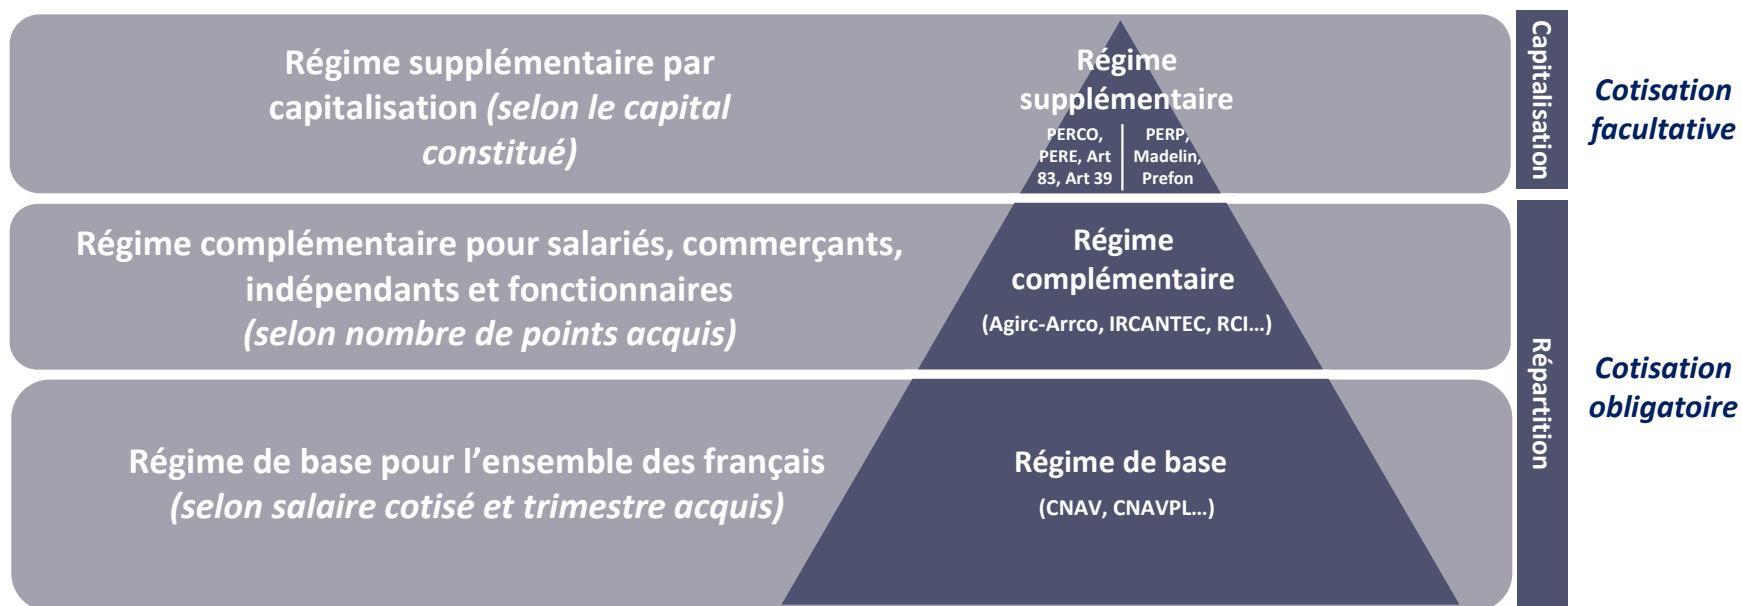 Régime supplémentaire par
capitalisation (selon le capital
constitué)
Régime
supplémentaire
PERCO,
PERE, Art
83, Art 39
PERP,
Madelin,
Prefon
Capitalisation
Cotisation
facultative
Régime complémentaire pour salariés, commerçants,
indépendants et fonctionnaires
(selon nombre de points acquis)
Régime
complémentaire
(Agirc-Arrco, IRCANTEC, RCI…)
Régime de base pour l’ensemble des français
(selon salaire cotisé et trimestre acquis)
Régime de base
(CNAV, CNAVPL…)
Répartition
Cotisation
obligatoire